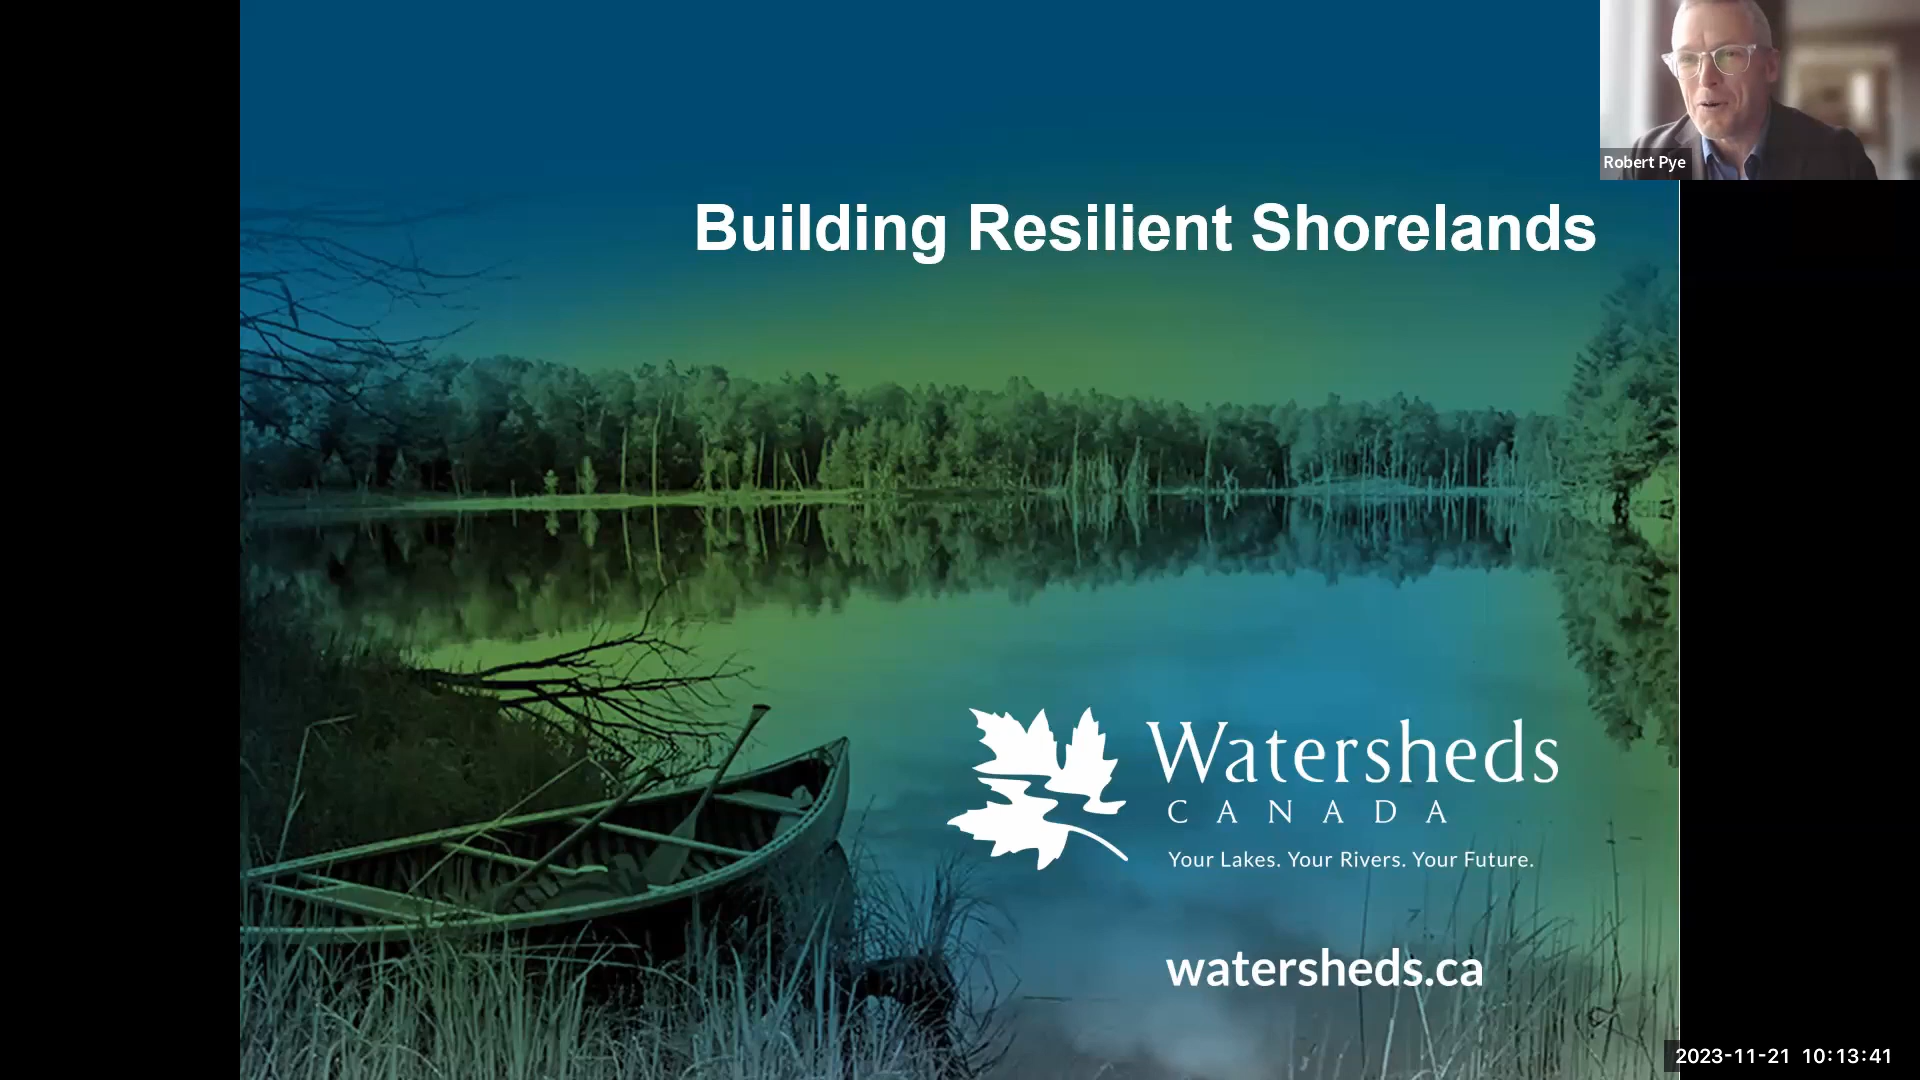 Robert Pye
Building Resilient Shorelands
Watersheds
CANADA
Your Lakes. Your Rivers. Your Future.
watersheds.ca
2023-11-21 10:13:41